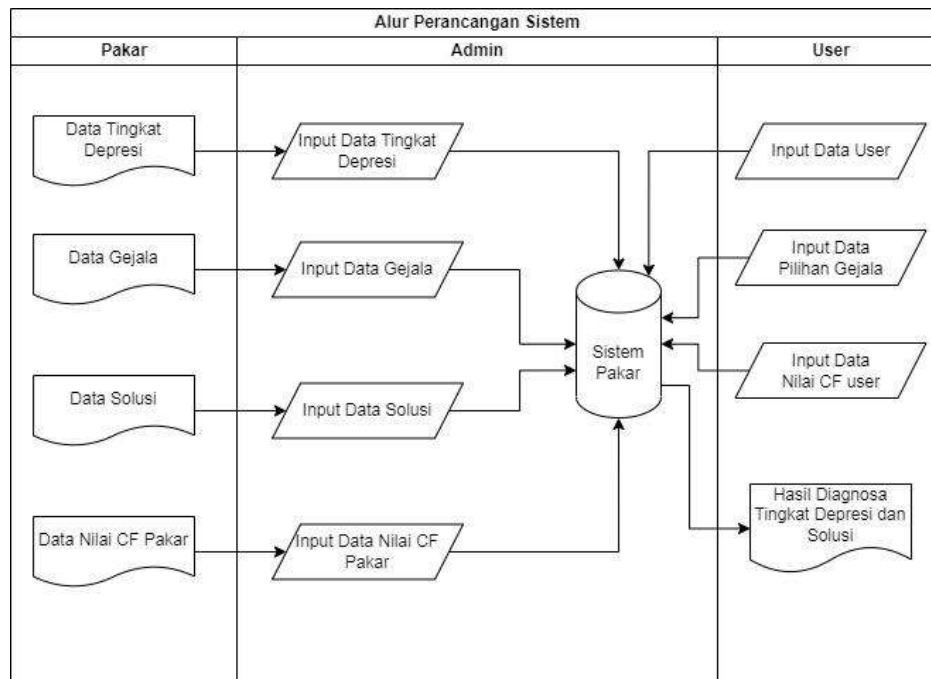 Alur Perancangan Sistem
Pakar
Admin
User
Data Tingkat
Depresi
Input Data Tingkat
Depresi
Input Data User
Data Gejala
Input Data Gejala
Input Data
Pilihan Gejala
Sistem
Pakar
Input Data
Nilai CF user
Data Solusi
Input Data Solusi
Hasil Diagnosa
Tingkat Depresi dan
Solusi
Data Nilai CF Pakar
Input Data Nilai CF
Pakar